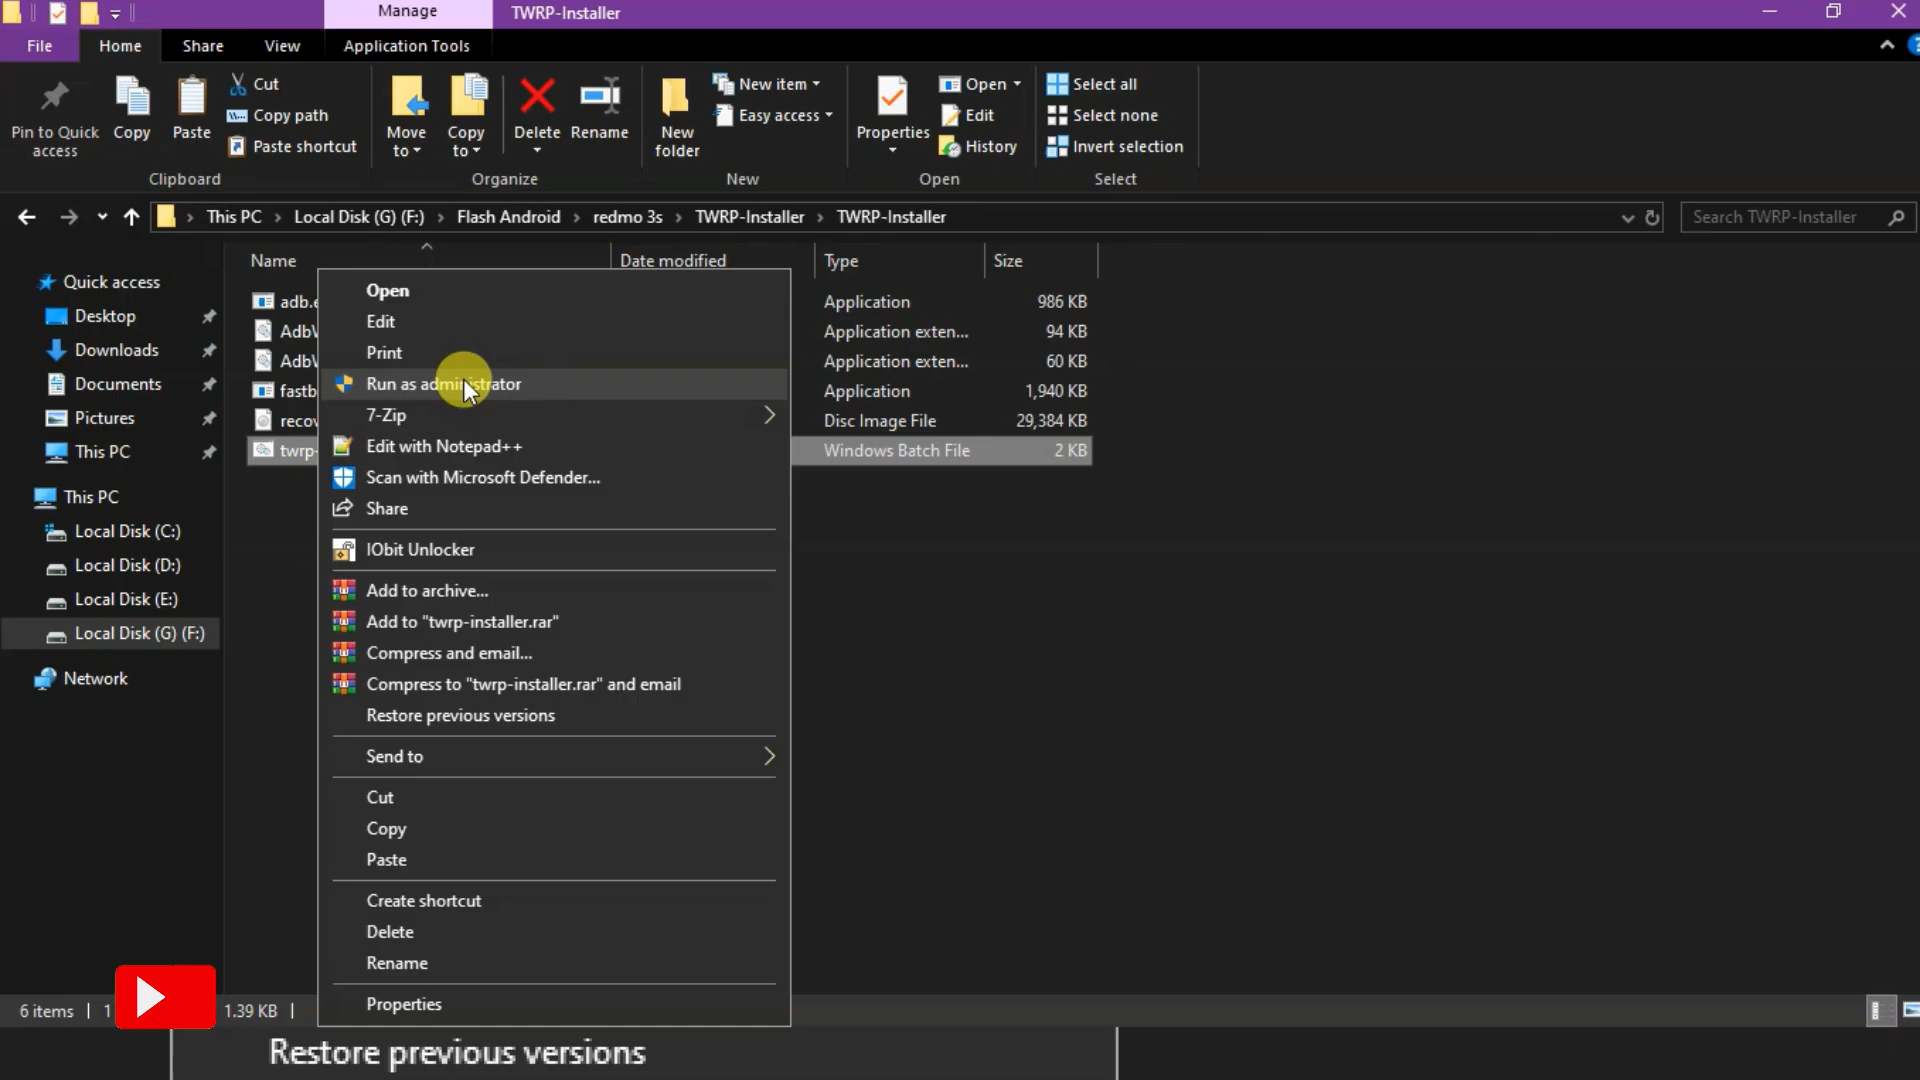 Manage
TWRP-Installer
File
Home
Share
View
Application Tools
Pin to Quick access
Copy
Paste
Cut
Copy path
Paste shortcut
Clipboard
Move to
Copy to
Delete
Rename
Organize
New folder
New item
Easy access
New
Properties
Open
Edit
History
Open
Select all
Select none
Invert selection
Select
This PC > Local Disk (G) (F:) > Flash Android > redmo 3s > TWRP-Installer > TWRP-Installer
Search TWRP-Installer
Quick access
Desktop
Downloads
Documents
Pictures
This PC
This PC
Local Disk (C:)
Local Disk (D:)
Local Disk (E:)
Local Disk (G) (F:)
Network
Name
Date modified
Type
Size
adb.e
Application
986 KB
Application exten...
94 KB
Application exten...
60 KB
fastb
Application
1,940 KB
recov
Disc Image File
29,384 KB
twrp-
Windows Batch File
2 KB
Open
Edit
Print
Run as administrator
7-Zip
Edit with Notepad++
Scan with Microsoft Defender...
Share
IObit Unlocker
Add to archive...
Add to "twrp-installer.rar"
Compress and email...
Compress to "twrp-installer.rar" and email
Restore previous versions
Send to
Cut
Copy
Paste
Create shortcut
Delete
Rename
Properties
6 items
1
1.39 KB
Restore previous versions